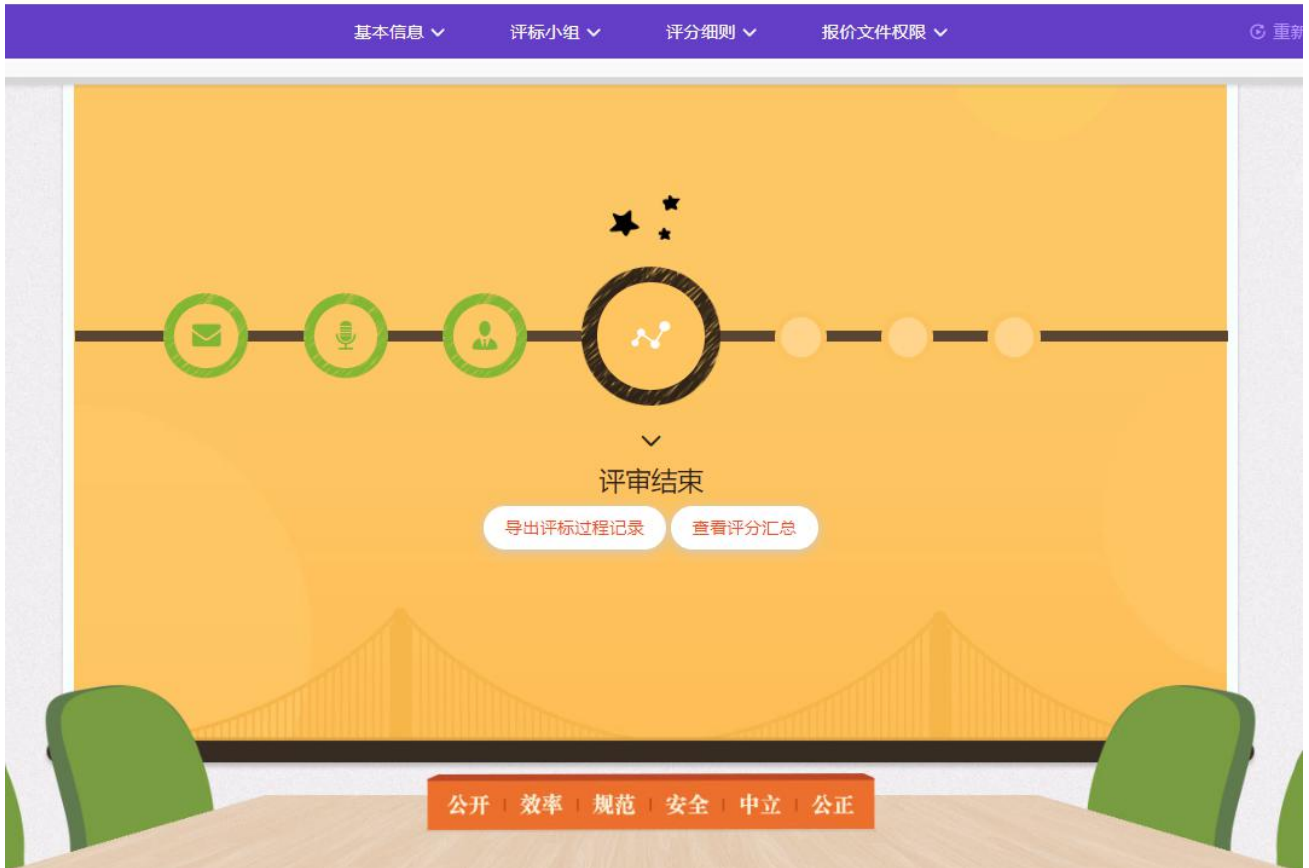 基本信息 评标小组 评分细则 报价文件权限 重新
评审结束
导出评标过程记录 查看评分汇总
公开 效率 规范 安全 中立 公正